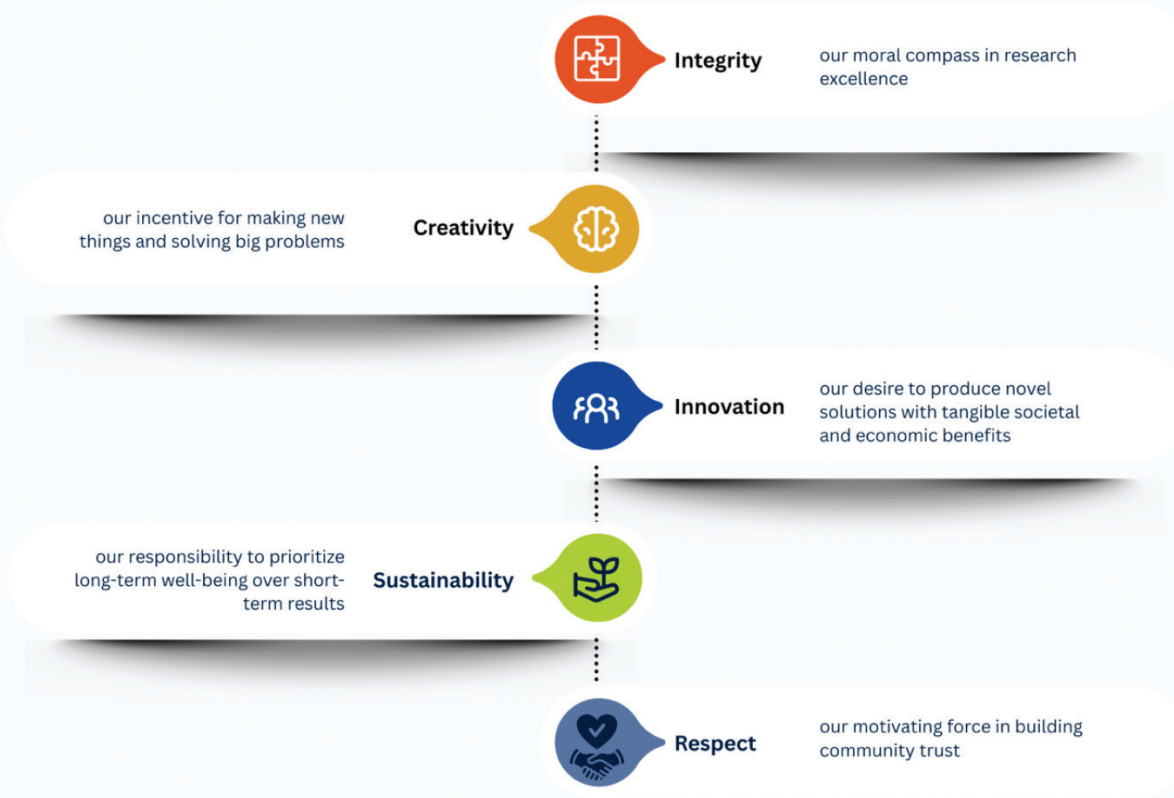 Integrity
our moral compass in research
excellence
our incentive for making new
things and solving big problems
Creativity
Innovation
our desire to produce novel
solutions with tangible societal
and economic benefits
our responsibility to prioritize
long-term well-being over short-
term results
Sustainability
Respect
our motivating force in building
community trust